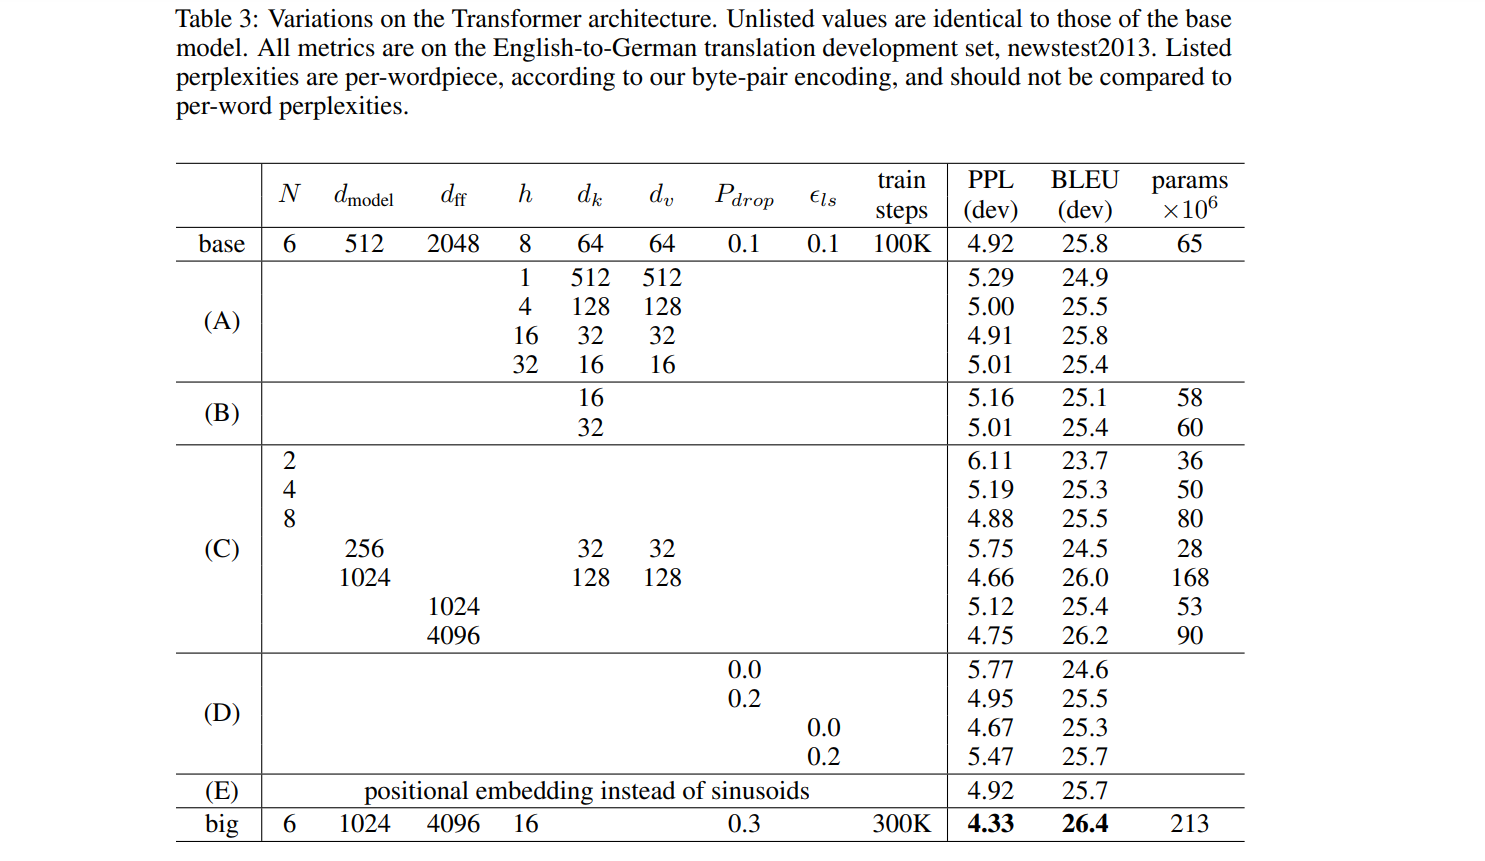 Table 3: Variations on the Transformer architecture. Unlisted values are identical to those of the base
model. All metrics are on the English-to-German translation development set, newstest2013. Listed
perplexities are per-wordpiece, according to our byte-pair encoding, and should not be compared to
per-word perplexities.
N d_model d_ff h d_k d_v P_drop ϵ_ls train steps PPL (dev) BLEU (dev) params ×10^6
base 6 512 2048 8 64 64 0.1 0.1 100K 4.92 25.8 65
(A)
1 512 512 5.29 24.9
4 128 128 5.00 25.5
16 32 32 4.91 25.8
32 16 16 5.01 25.4
(B)
16 5.16 25.1 58
32 5.01 25.4 60
(C)
2 6.11 23.7 36
4 5.19 25.3 50
8 4.88 25.5 80
256 32 32 5.75 24.5 28
1024 128 128 4.66 26.0 168
1024 5.12 25.4 53
4096 4.75 26.2 90
(D)
0.0 5.77 24.6
0.2 4.95 25.5
0.0 4.67 25.3
0.2 5.47 25.7
(E) positional embedding instead of sinusoids 4.92 25.7
big 6 1024 4096 16 0.3 300K 4.33 26.4 213